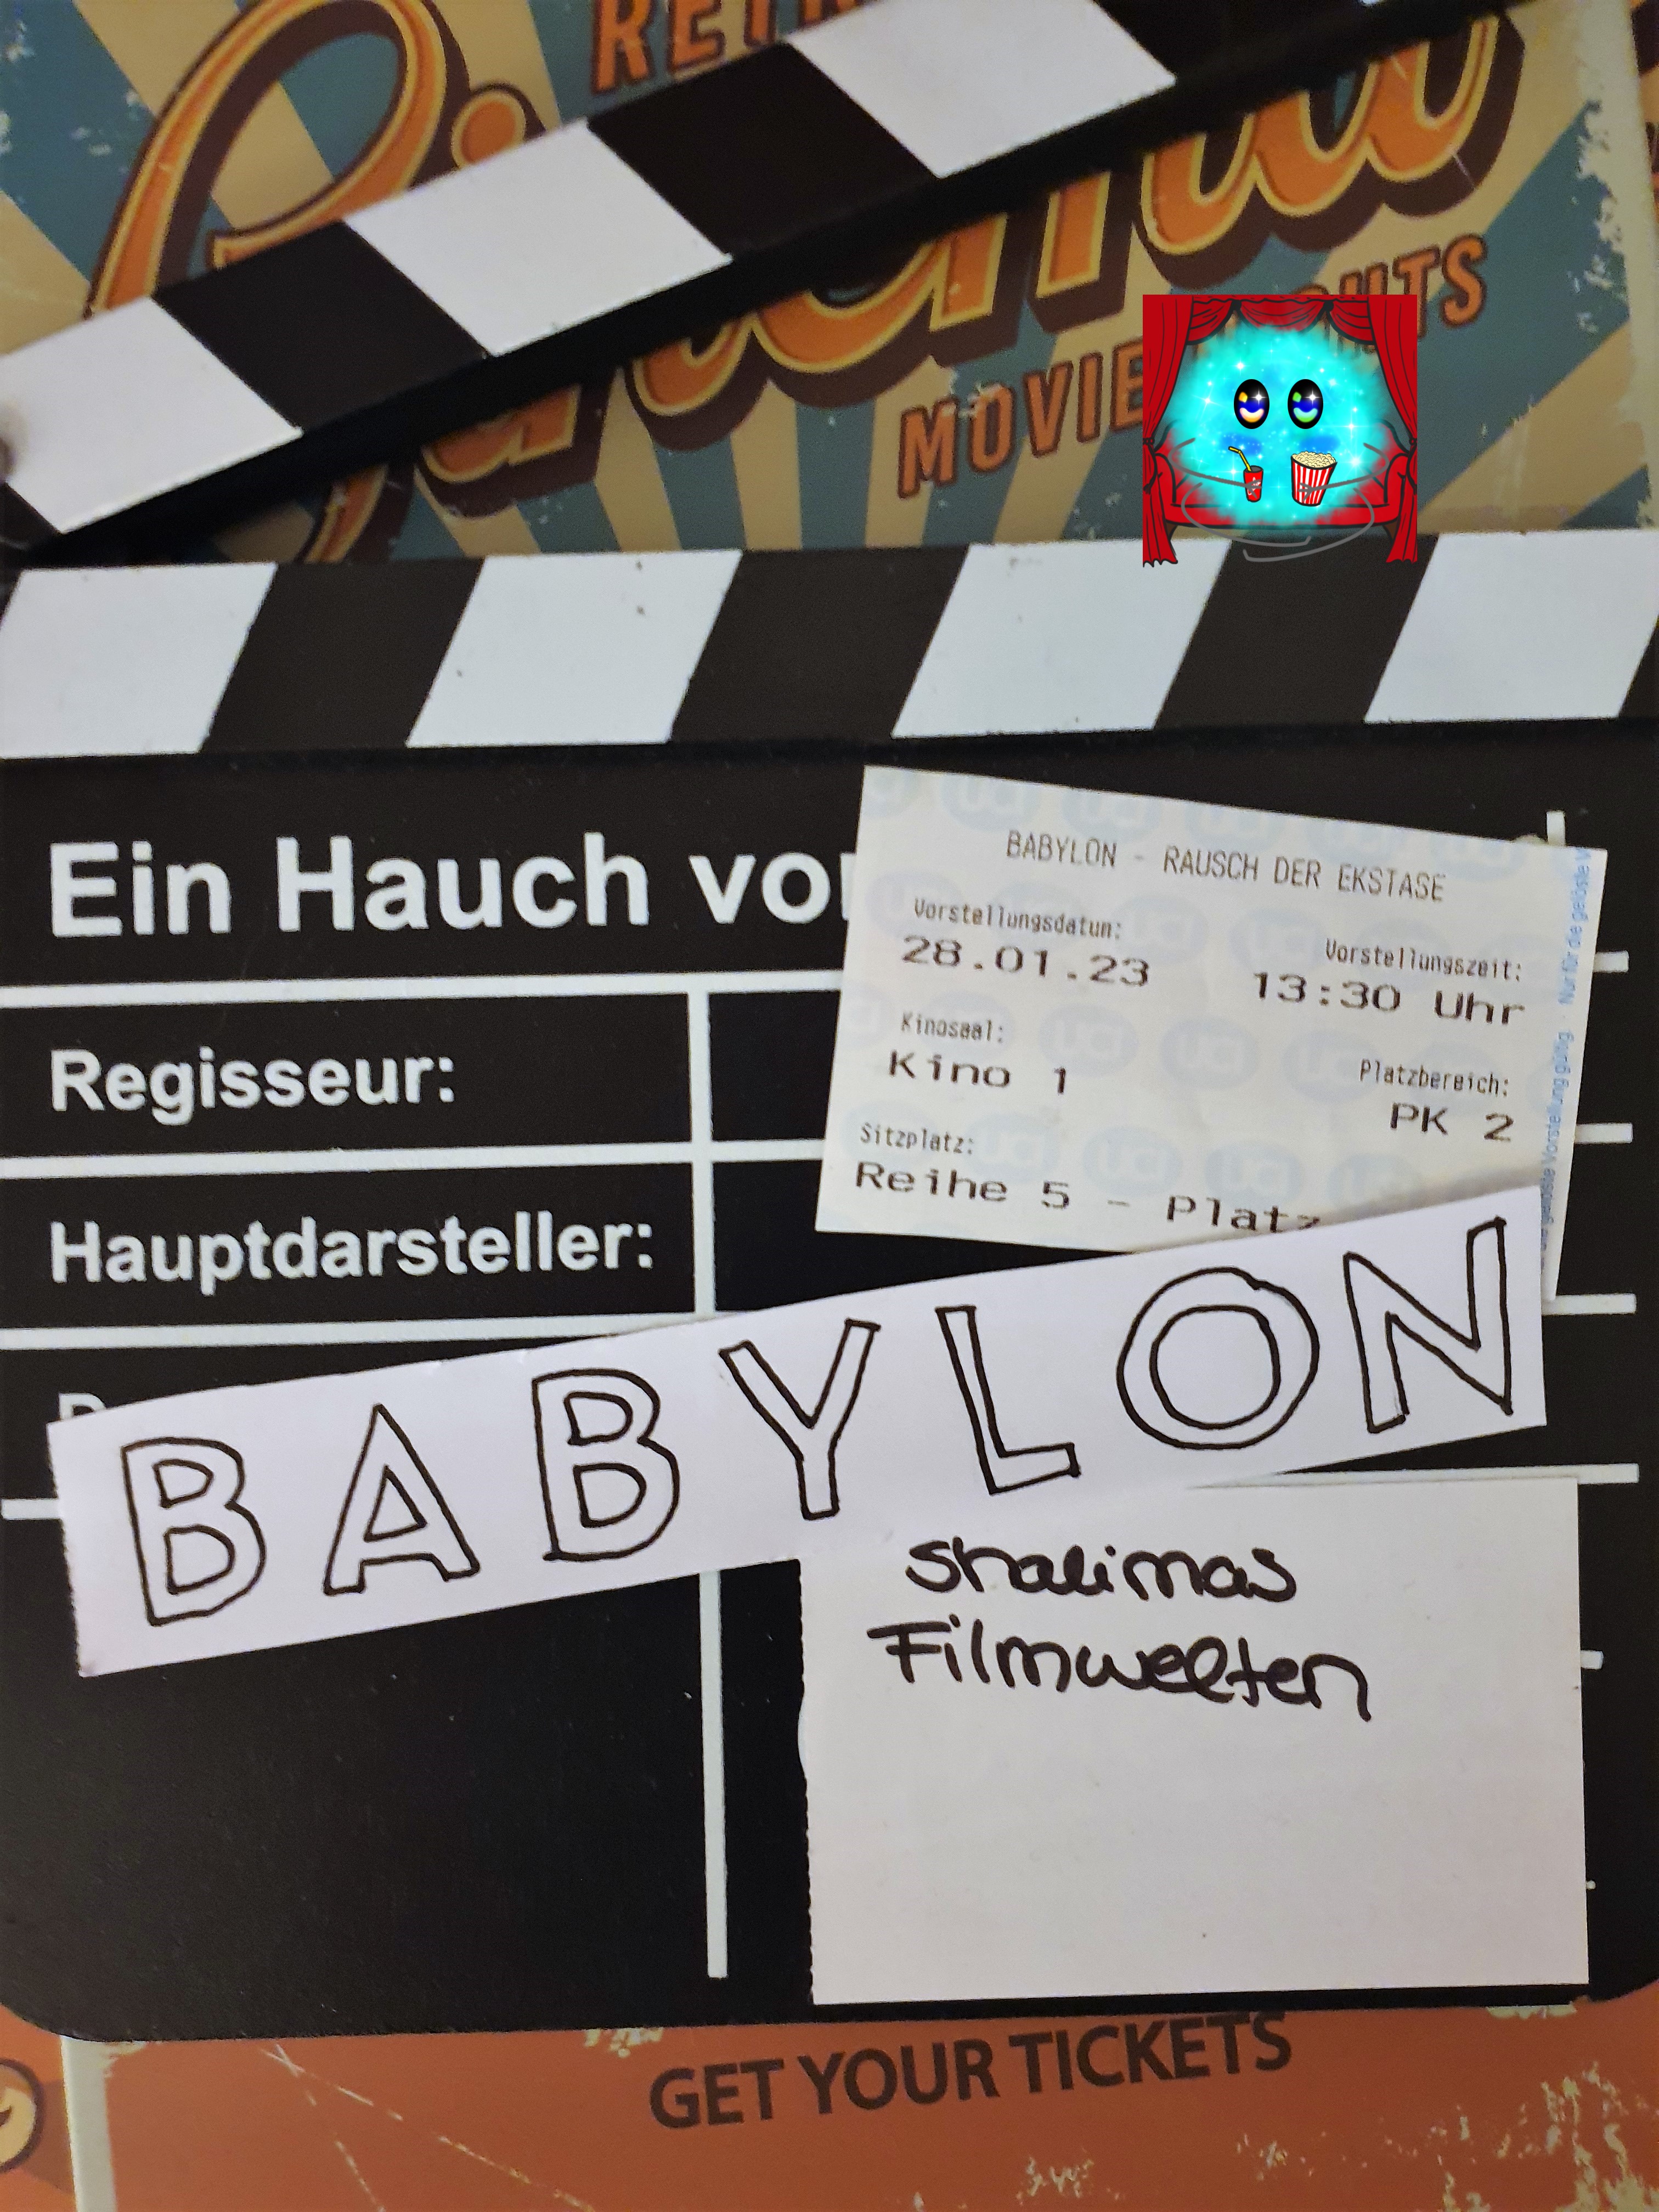 Cinema
MOVIE
Ein Hauch vo
Regisseur:
Hauptdarsteller:
BABYLON - RAUSCH DER EKSTASE
Vorstellungsdatum:
28.01.23
Vorstellungszeit:
13:30 Uhr
Kinosaal:
Kino 1
Platzbereich:
PK 2
Sitzplatz:
Reihe 5 - Platz
BABYLON
Shalimas
Filmwelten
GET YOUR TICKETS